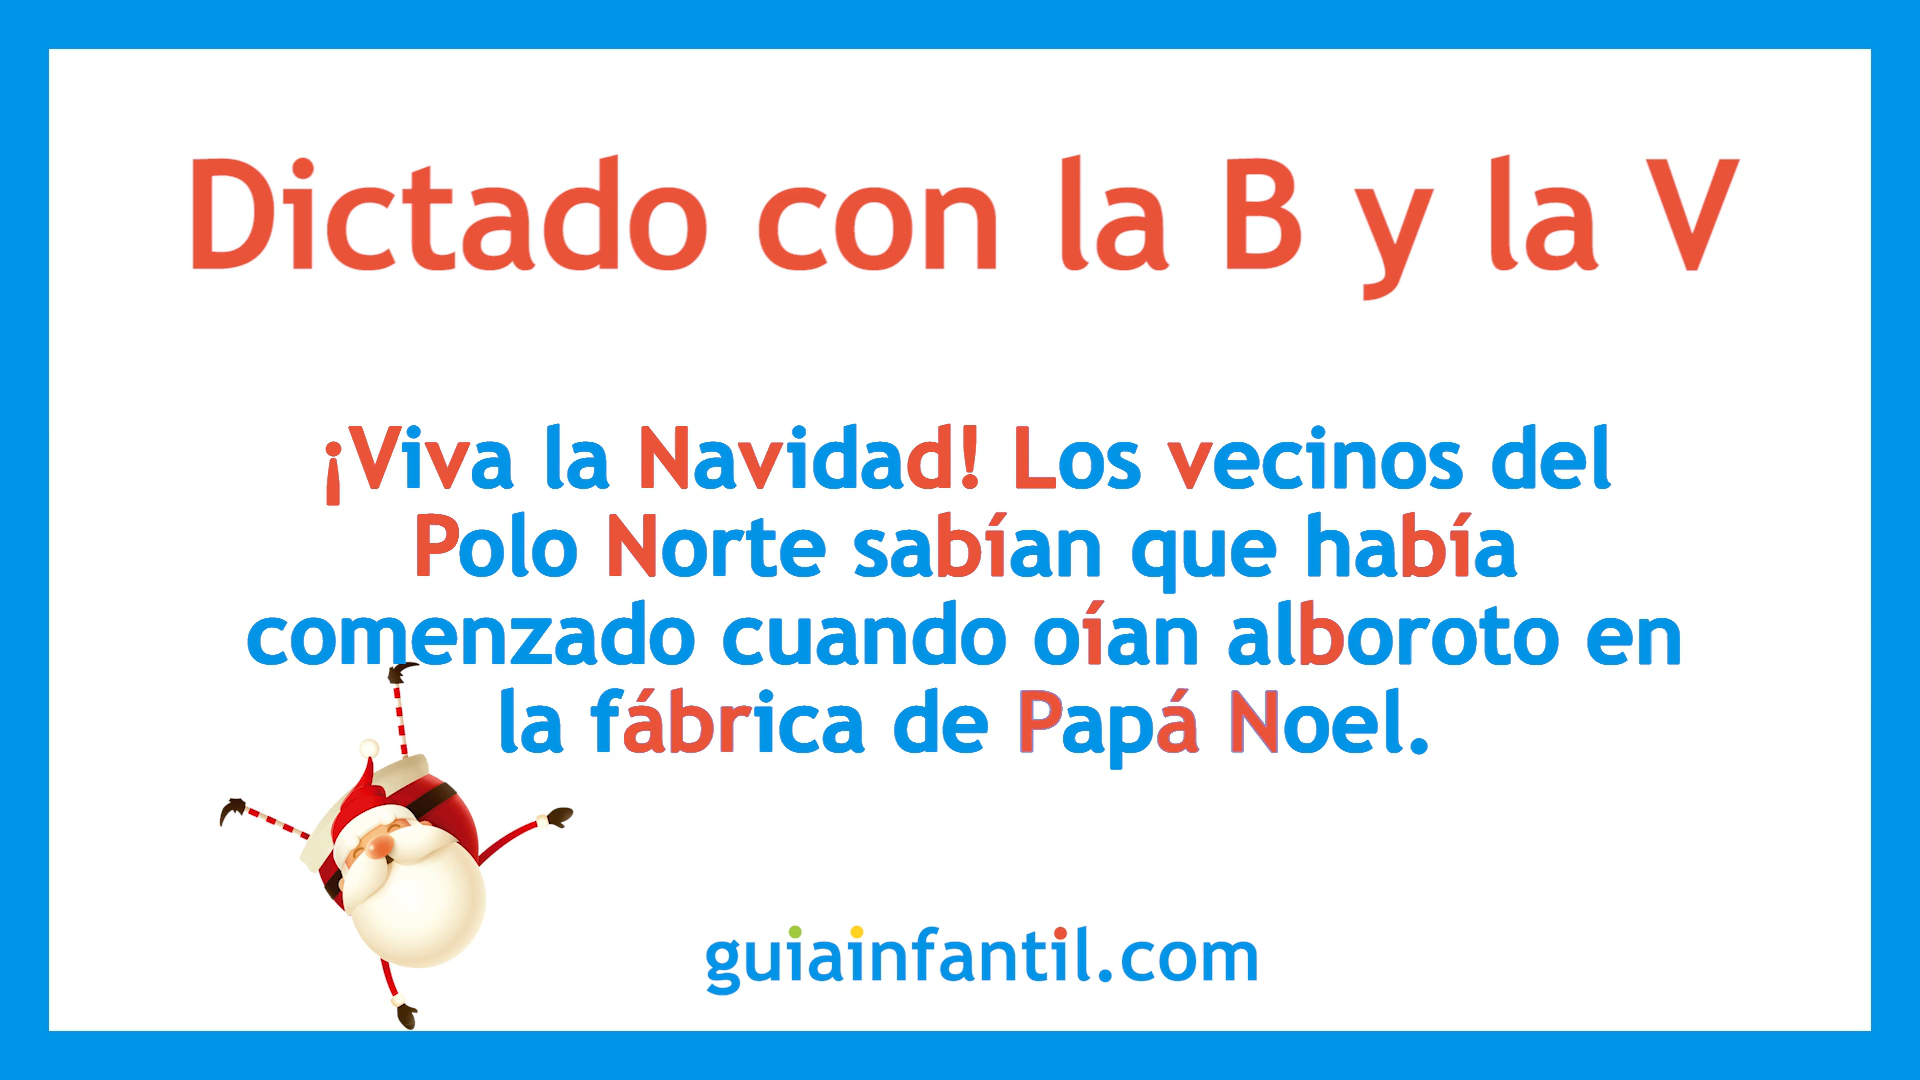 Dictado con la B y la V
¡Viva la Navidad! Los vecinos del
Polo Norte sabían que había
comenzado cuando oían alboroto en
la fábrica de Papá Noel.
guiainfantil.com